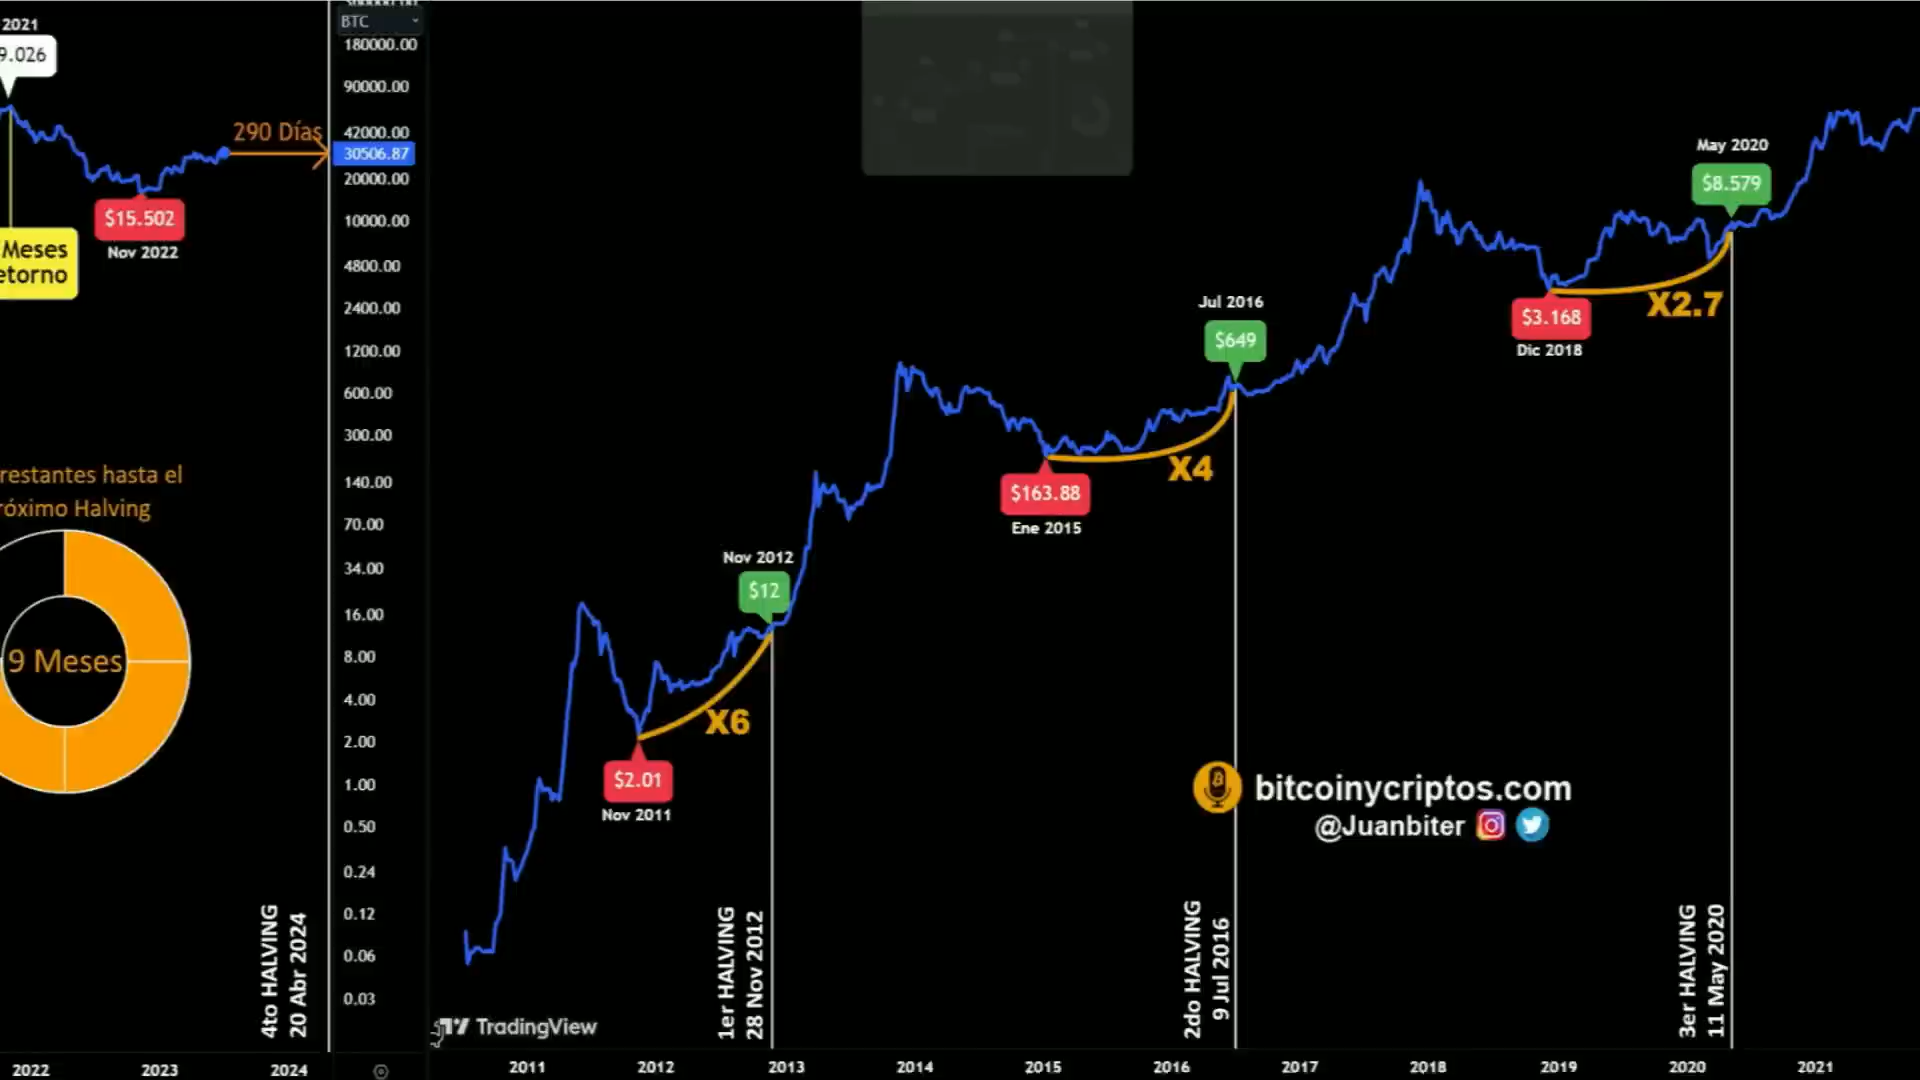 2021
9.026
290 Días
$15.502
Nov 2022
Meses
etorno
restantes hasta el
róximo Halving
9 Meses
4to HALVING
20 Abr 2024
2022
2023
2024
BTC
180000.00
90000.00
42000.00
30506.87
20000.00
10000.00
4800.00
2400.00
1200.00
600.00
300.00
140.00
70.00
34.00
16.00
8.00
4.00
2.00
1.00
0.50
0.24
0.12
0.06
0.03
May 2020
$8.579
Jul 2016
$649
X2.7
$3.168
Dic 2018
X4
$163.88
Ene 2015
Nov 2012
$12
X6
$2.01
Nov 2011
bitcoinycriptos.com
@Juanbiter
1er HALVING
28 Nov 2012
2do HALVING
9 Jul 2016
3er HALVING
11 May 2020
TradingView
2011
2012
2013
2014
2015
2016
2017
2018
2019
2020
2021